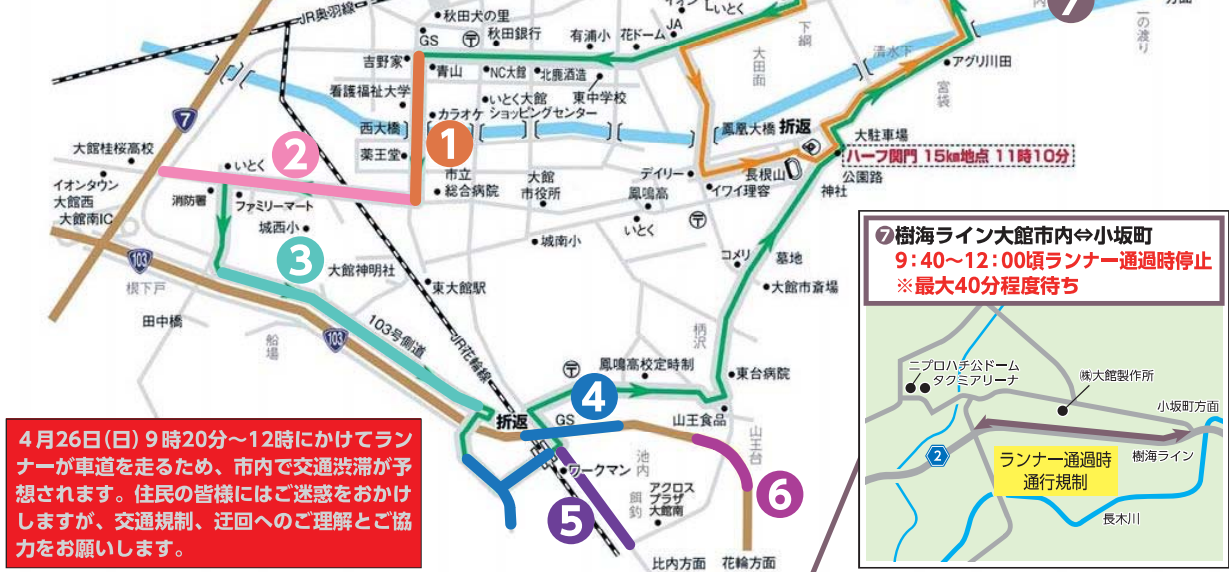 JR奥羽線
秋田犬の里
GS
秋田銀行
有浦小
花ドーム
JA
いとく
下綱
内
7
一の渡り
吉野家
青山
NC大館
北鹿酒造
大田面
清水下
アグリ川田
宮袋
看護福祉大学
いとく大館
ショッピングセンター
東中学校
カラオケ
7
西大橋
1
鳳凰大橋
折返
大駐車場
ハーフ関門 15km地点 11時10分
大館桂桜高校
2
薬王堂
いとく
市立
総合病院
大館
市役所
デイリー
長根山
公園路
イワイ理容
神社
イオンタウン
大館西
大館南IC
消防署
ファミリーマート
鳳鳴高
いとく
城西小
城南小
103
3
大館神明社
コメリ
墓地
根下戸
東大館駅
大館市斎場
田中橋
103
103号側道
船場
JR花輪線
柄沢
鳳鳴高校定時制
東台病院
4
折返
GS
山王食品
山王台
池内
ワークマン
餌釣
アクロス
プラザ
大館南
5
6
比内方面
花輪方面
4月26日(日)9時20分~12時にかけてラン
ナーが車道を走るため、市内で交通渋滞が予
想されます。住民の皆様にはご迷惑をおかけ
しますが、交通規制、迂回へのご理解とご協
力をお願いします。
❼樹海ライン大館市内⇔小坂町
9:40~12:00頃ランナー通過時停止
※最大40分程度待ち
ニプロハチ公ドーム
タクミアリーナ
㈱大館製作所
小坂町方面
2
樹海ライン
ランナー通過時
通行規制
長木川